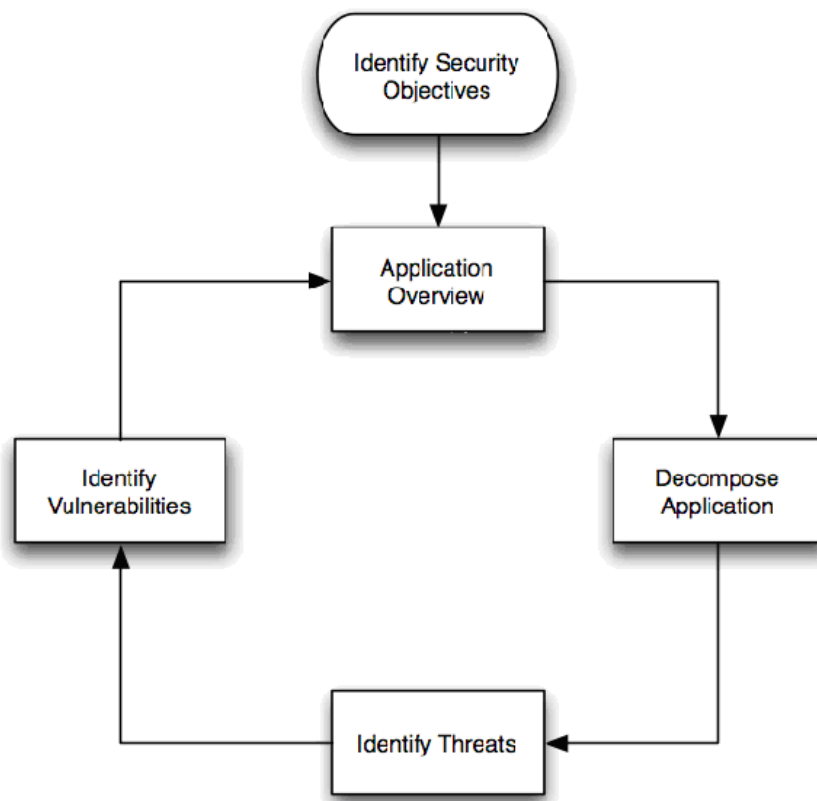 Identify Security
Objectives
Application
Overview
Identify
Vulnerabilities
Decompose
Application
Identify Threats